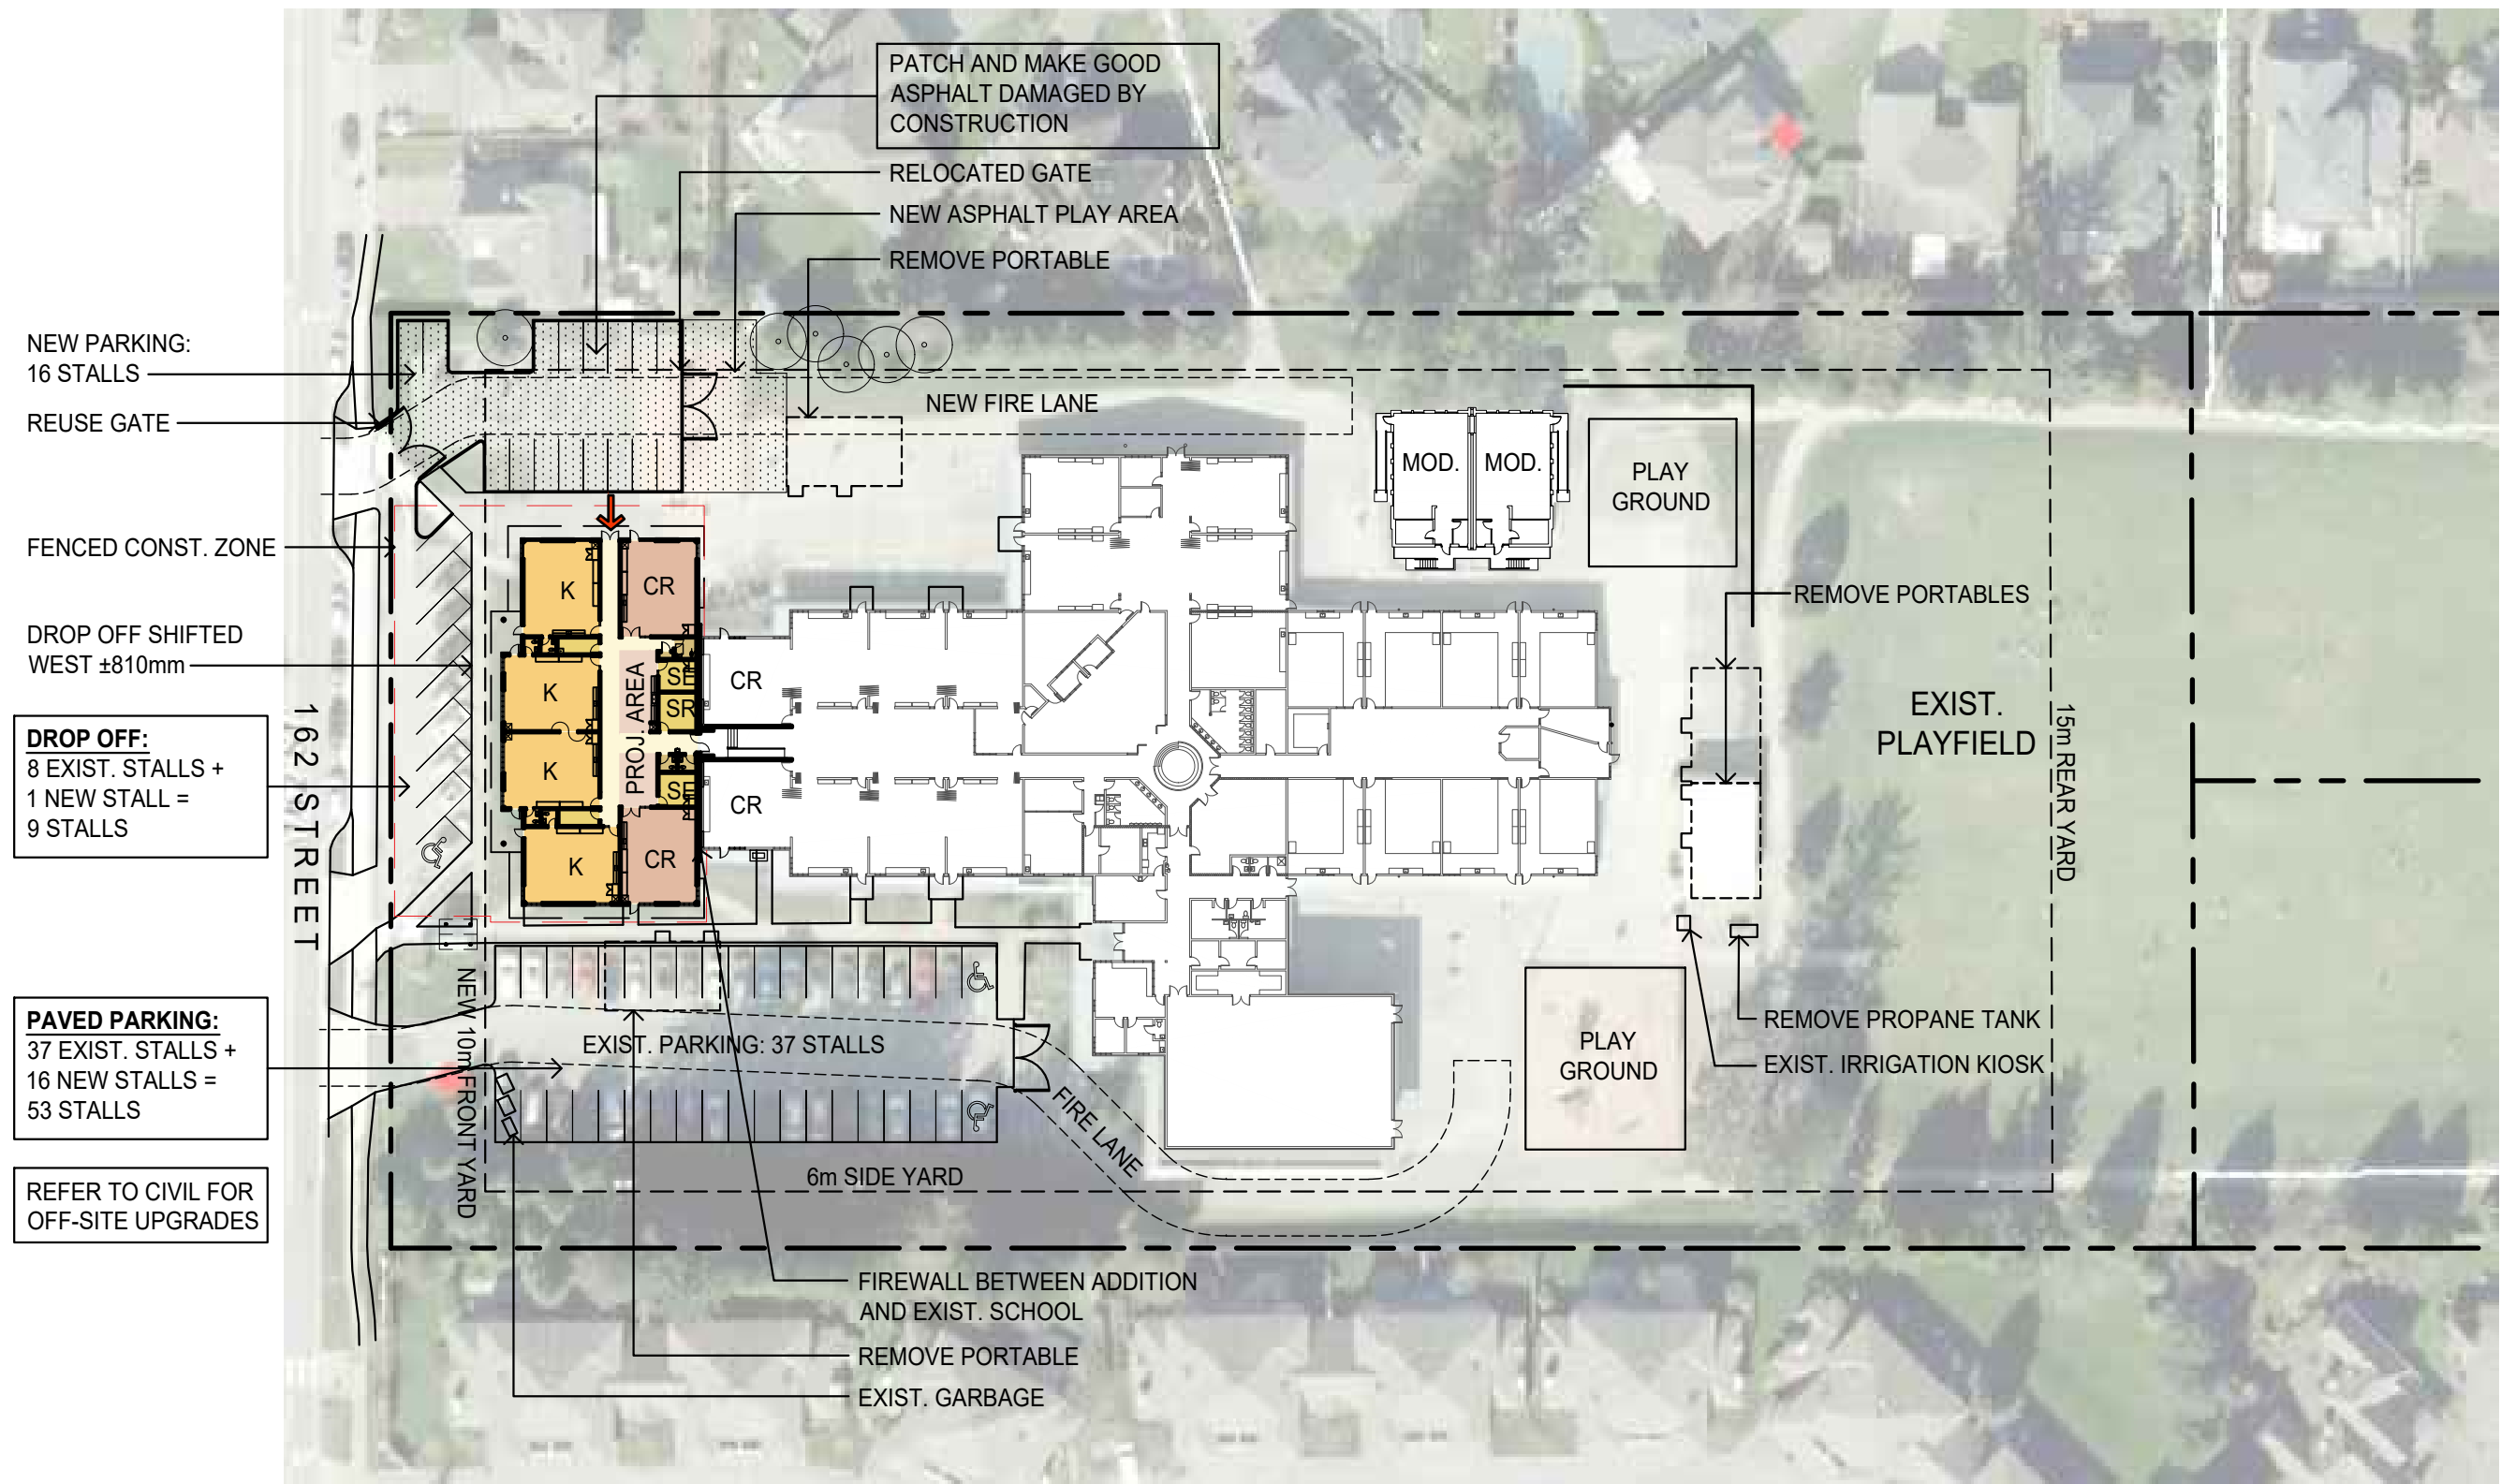 PATCH AND MAKE GOOD
ASPHALT DAMAGED BY
CONSTRUCTION
RELOCATED GATE
NEW ASPHALT PLAY AREA
REMOVE PORTABLE
NEW PARKING:
16 STALLS
REUSE GATE
NEW FIRE LANE
MOD.
MOD.
PLAY
GROUND
FENCED CONST. ZONE
K
CR
REMOVE PORTABLES
DROP OFF SHIFTED
WEST ±810mm
K
PROJ. AREA
SE
SR
CR
EXIST.
PLAYFIELD
15m REAR YARD
162 STREET
DROP OFF:
8 EXIST. STALLS +
1 NEW STALL =
9 STALLS
K
SE
CR
K
CR
NEW 10m FRONT YARD
PAVED PARKING:
37 EXIST. STALLS +
16 NEW STALLS =
53 STALLS
EXIST. PARKING: 37 STALLS
FIRE LANE
PLAY
GROUND
REMOVE PROPANE TANK
EXIST. IRRIGATION KIOSK
6m SIDE YARD
REFER TO CIVIL FOR
OFF-SITE UPGRADES
FIREWALL BETWEEN ADDITION
AND EXIST. SCHOOL
REMOVE PORTABLE
EXIST. GARBAGE